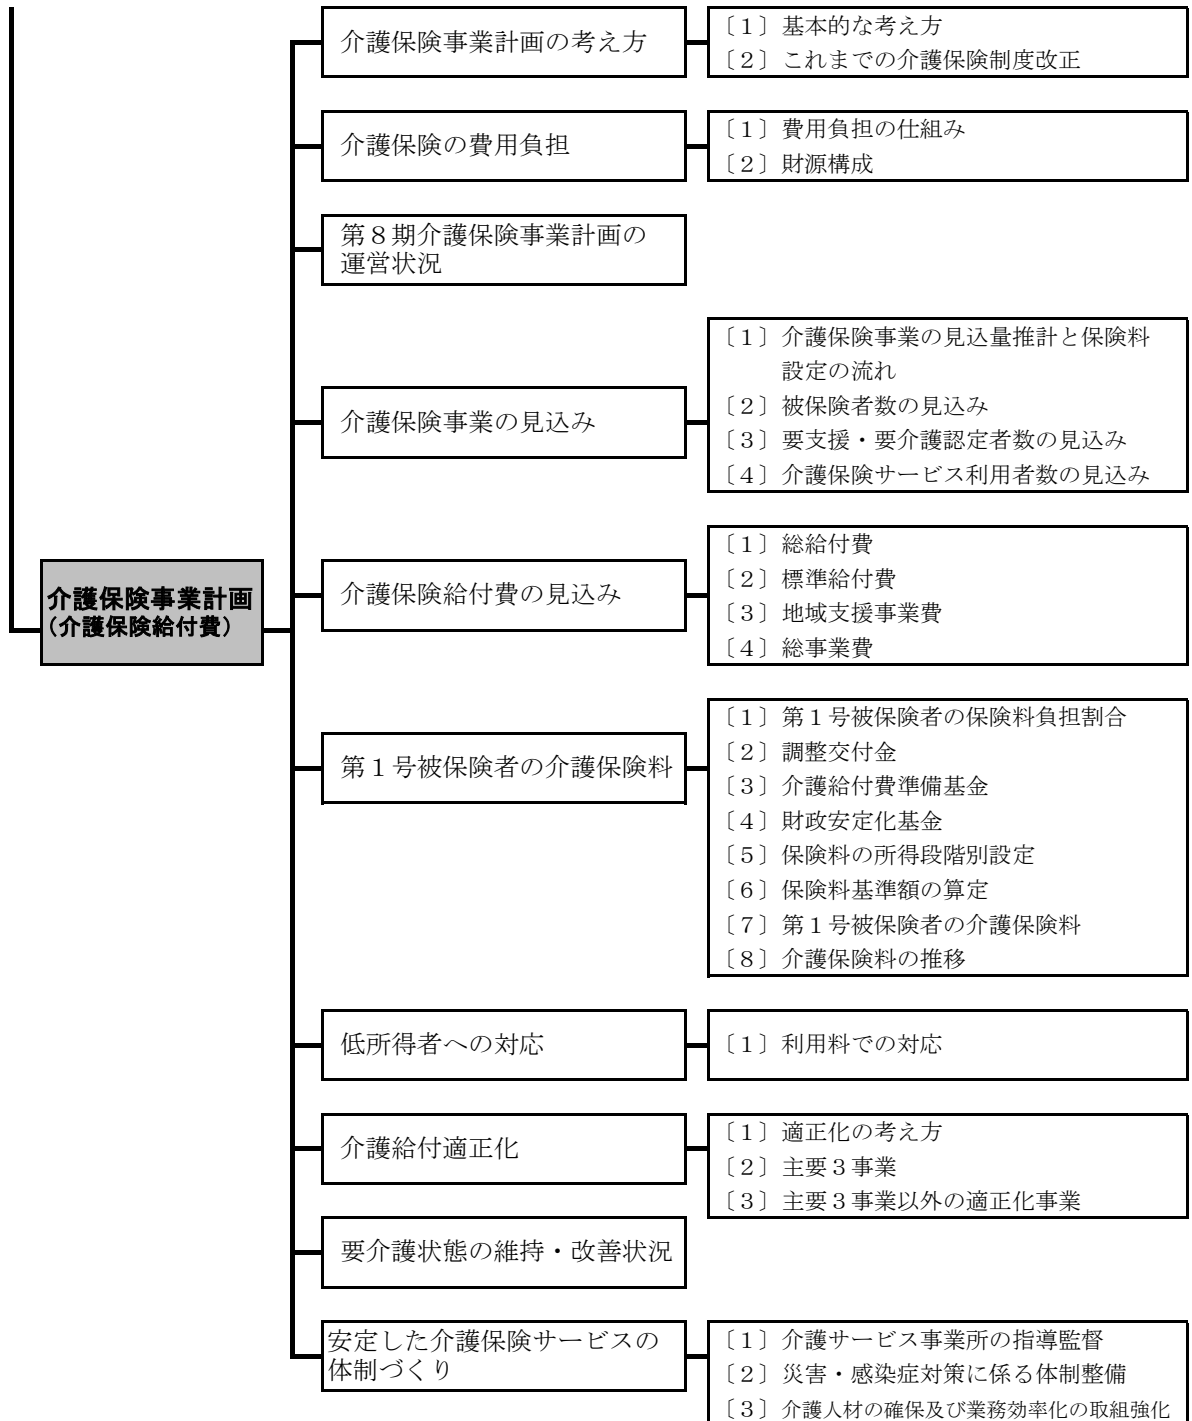 介護保険事業計画
（介護保険給付費）
介護保険事業計画の考え方
〔１〕基本的な考え方
〔２〕これまでの介護保険制度改正
介護保険の費用負担
〔１〕費用負担の仕組み
〔２〕財源構成
第８期介護保険事業計画の
運営状況
介護保険事業の見込み
〔１〕介護保険事業の見込量推計と保険料
設定の流れ
〔２〕被保険者数の見込み
〔３〕要支援・要介護認定者数の見込み
〔４〕介護保険サービス利用者数の見込み
介護保険給付費の見込み
〔１〕総給付費
〔２〕標準給付費
〔３〕地域支援事業費
〔４〕総事業費
第１号被保険者の介護保険料
〔１〕第１号被保険者の保険料負担割合
〔２〕調整交付金
〔３〕介護給付費準備基金
〔４〕財政安定化基金
〔５〕保険料の所得段階別設定
〔６〕保険料基準額の算定
〔７〕第１号被保険者の介護保険料
〔８〕介護保険料の推移
低所得者への対応
〔１〕利用料での対応
介護給付適正化
〔１〕適正化の考え方
〔２〕主要３事業
〔３〕主要３事業以外の適正化事業
要介護状態の維持・改善状況
安定した介護保険サービスの
体制づくり
〔１〕介護サービス事業所の指導監督
〔２〕災害・感染症対策に係る体制整備
〔３〕介護人材の確保及び業務効率化の取組強化